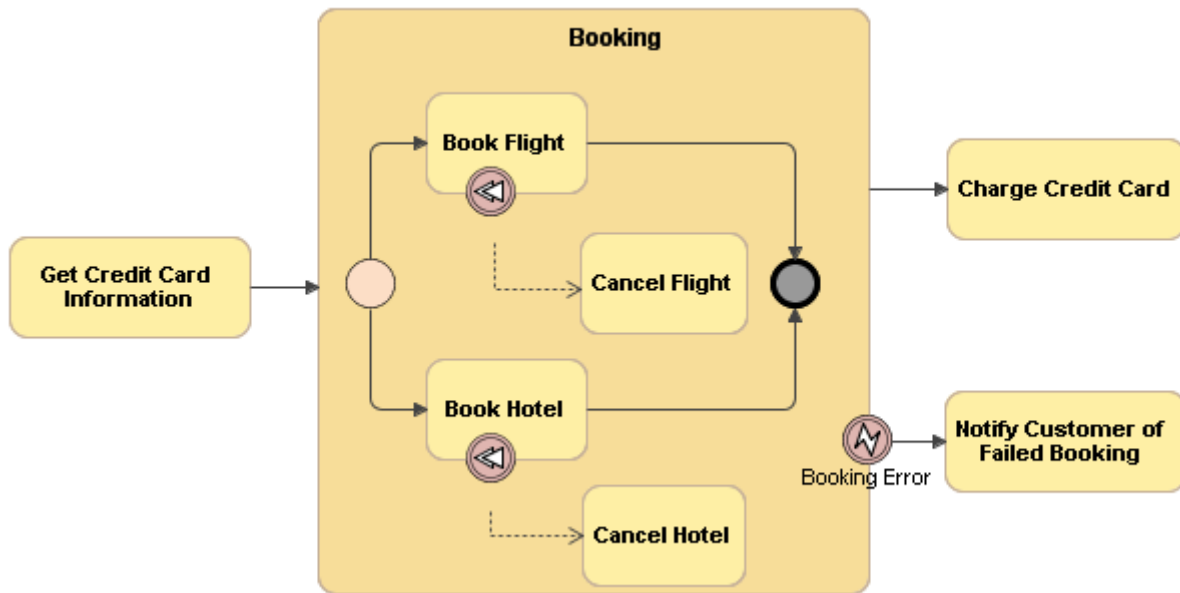 Booking
Book Flight
Charge Credit Card
Get Credit Card
Information
Cancel Flight
Book Hotel
Notify Customer of
Failed Booking
Booking Error
Cancel Hotel